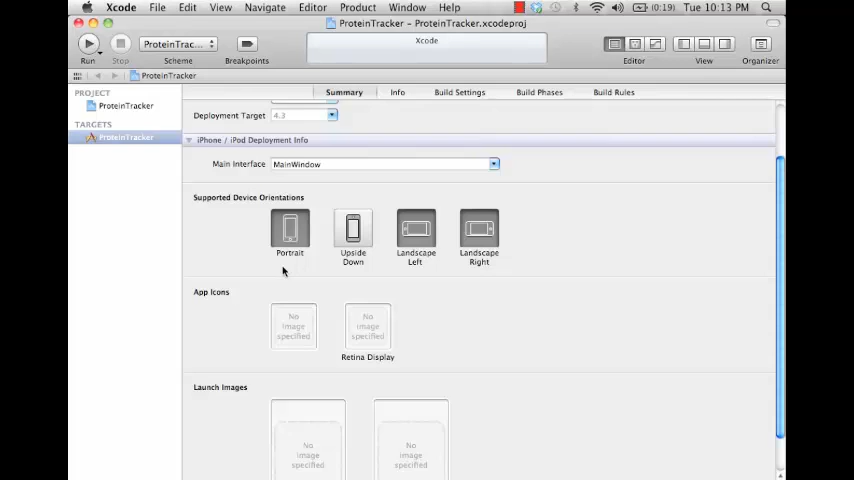 Xcode File Edit View Navigate Editor Product Window Help (0:19) Tue 10:13 PM
ProteinTracker – ProteinTracker.xcodeproj
ProteinTrac... Xcode
Run Stop Scheme Breakpoints Editor View Organizer
ProteinTracker
PROJECT
ProteinTracker
TARGETS
ProteinTracker
Summary Info Build Settings Build Phases Build Rules
Deployment Target 4.3
iPhone / iPod Deployment Info
Main Interface MainWindow
Supported Device Orientations
Portrait Upside Down Landscape Left Landscape Right
App Icons
No image specified No image specified
Retina Display
Launch Images
No image specified No image specified